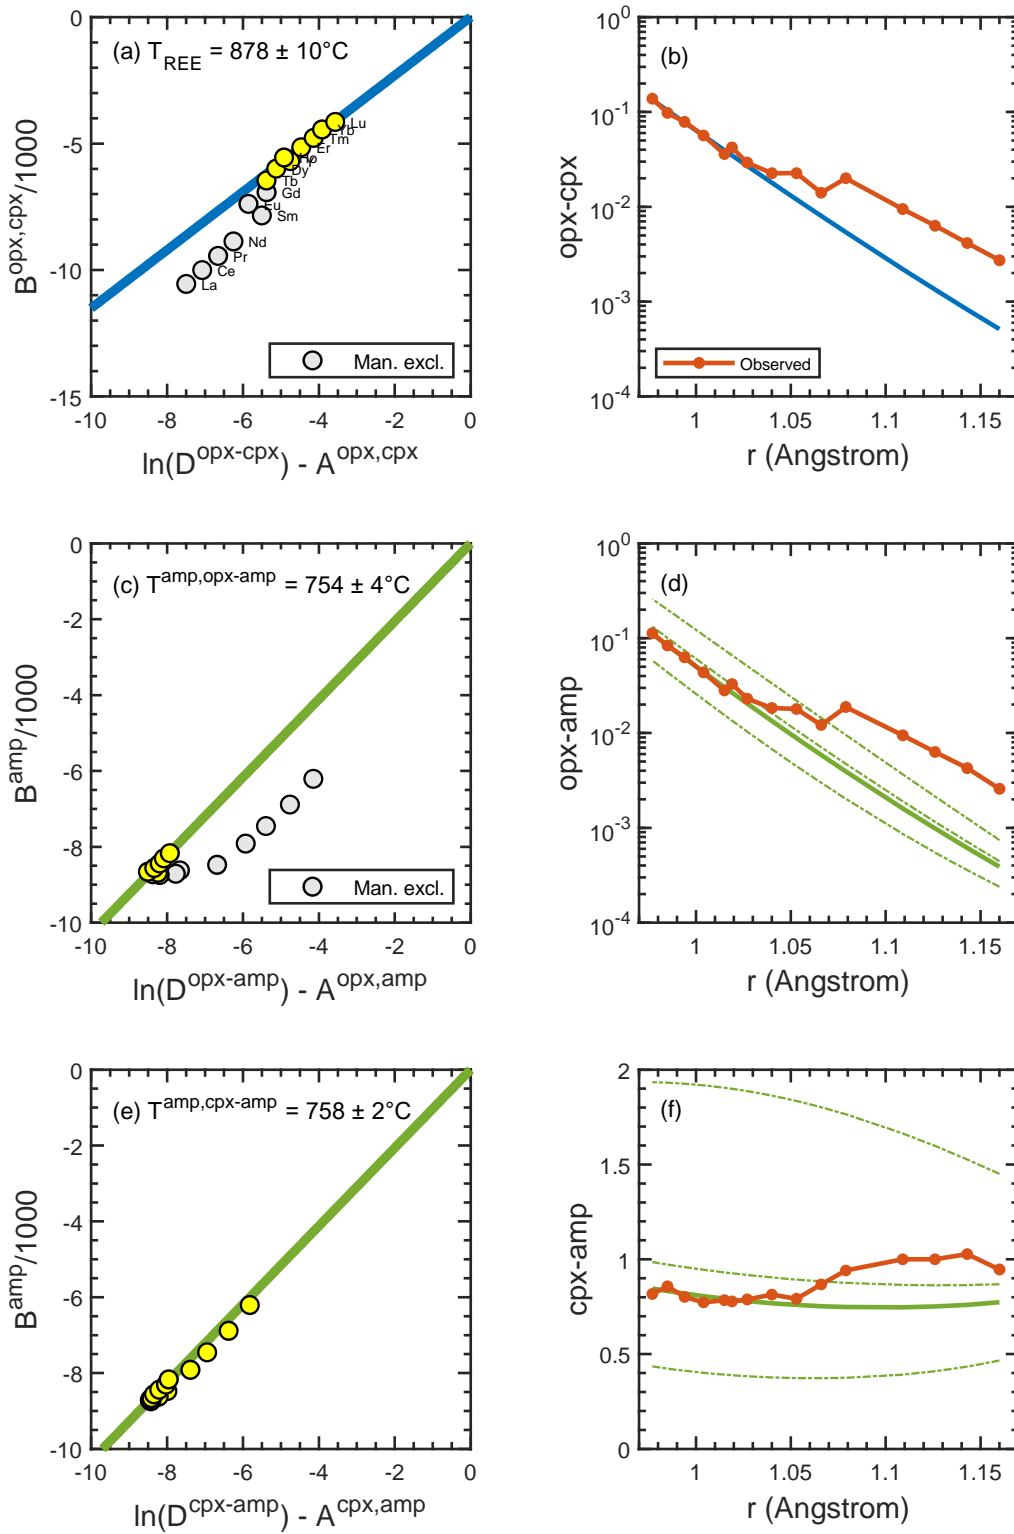 (a) T_REE = 878 ± 10°C
0
-5
-10
-15
B^opx,cpx/1000
Lu
Yb
Tm
Er
Ho
Y
Dy
Tb
Gd
Eu
Sm
Nd
Pr
Ce
La
Man. excl.
-10 -8 -6 -4 -2 0
ln(D^opx-cpx) - A^opx,cpx
(b)
10^0
10^-1
10^-2
10^-3
10^-4
opx-cpx
Observed
1 1.05 1.1 1.15
r (Angstrom)
(c) T^amp,opx-amp = 754 ± 4°C
0
-2
-4
-6
-8
-10
B^amp/1000
Man. excl.
-10 -8 -6 -4 -2 0
ln(D^opx-amp) - A^opx,amp
(d)
10^0
10^-1
10^-2
10^-3
10^-4
opx-amp
1 1.05 1.1 1.15
r (Angstrom)
(e) T^amp,cpx-amp = 758 ± 2°C
0
-2
-4
-6
-8
-10
B^amp/1000
-10 -8 -6 -4 -2 0
ln(D^cpx-amp) - A^cpx,amp
(f)
2
1.5
1
0.5
0
cpx-amp
1 1.05 1.1 1.15
r (Angstrom)